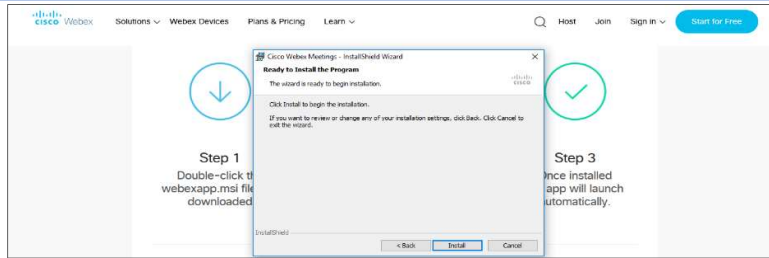 cisco Webex Solutions Webex Devices Plans & Pricing Learn Host Join Sign in Start for Free
Cisco Webex Meetings - InstallShield Wizard
Ready to Install the Program
The wizard is ready to begin installation.
cisco
Click Install to begin the installation.
If you want to review or change any of your installation settings, click Back. Click Cancel to
exit the wizard.
InstallShield
< Back Install Cancel
Step 1
Double-click th
webexapp.msi file
downloaded
Step 3
nce installed
app will launch
utomatically.